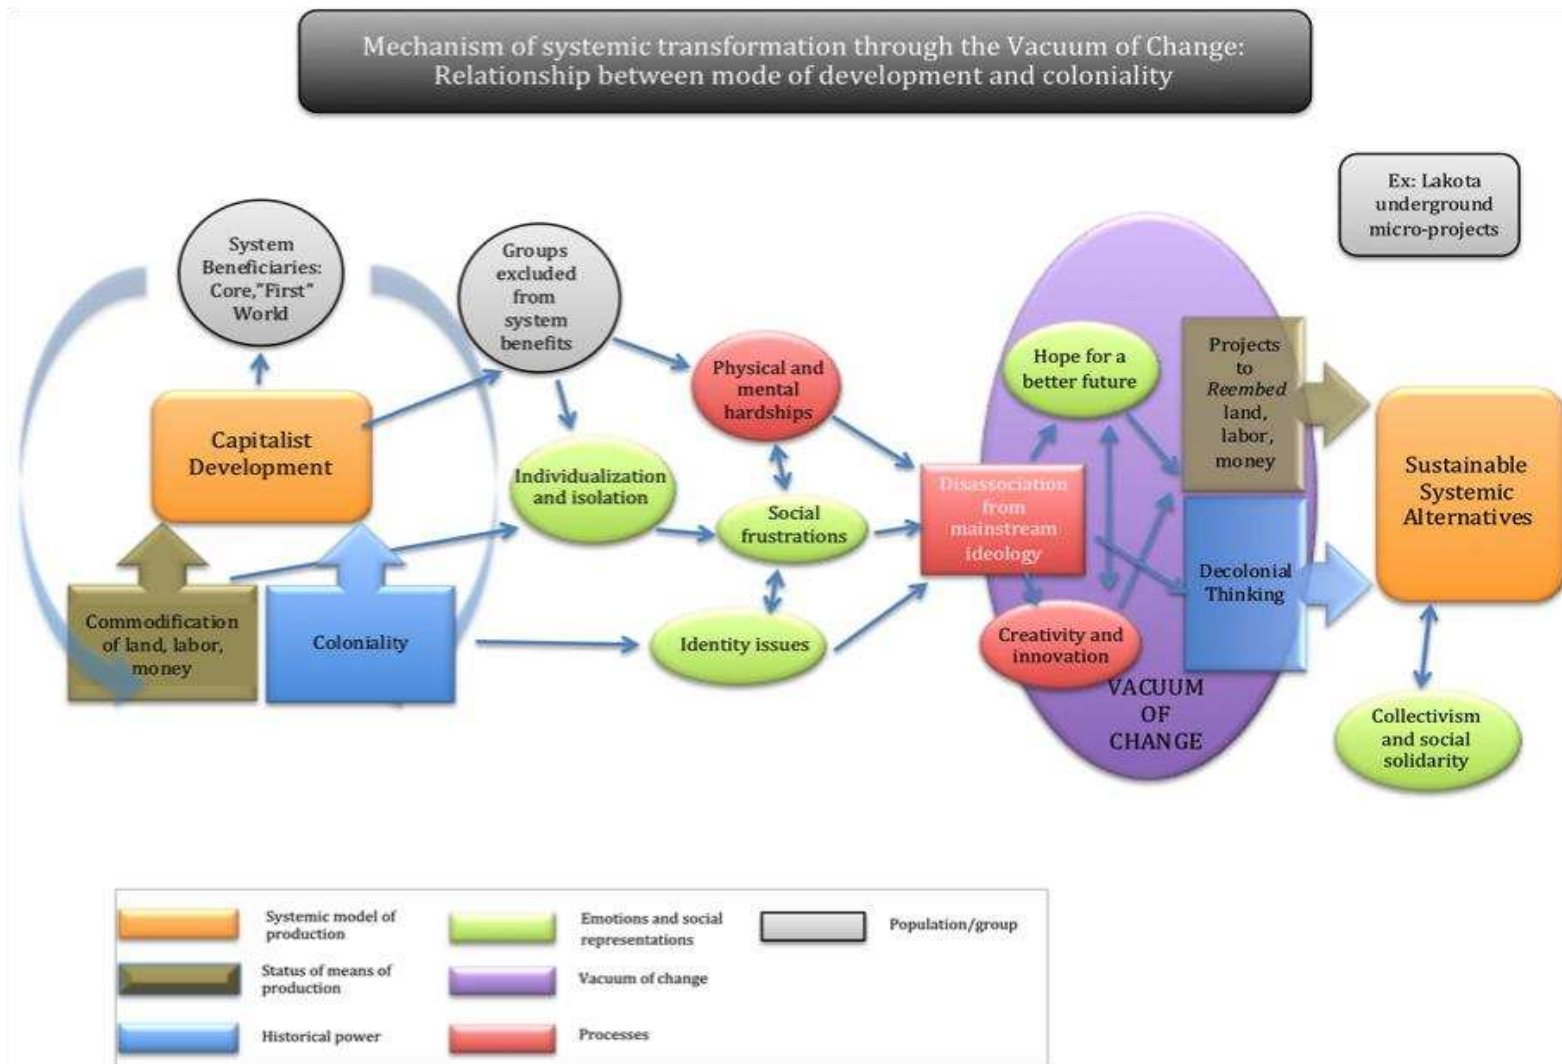 Mechanism of systemic transformation through the Vacuum of Change:
Relationship between mode of development and coloniality
Ex: Lakota
underground
micro-projects
System
Beneficiaries:
Core,"First"
World
Groups
excluded
from
system
benefits
Capitalist
Development
Commodification
of land, labor,
money
Coloniality
Individualization
and isolation
Physical and
mental
hardships
Social
frustrations
Identity issues
Disassociation
from
mainstream
ideology
Hope for a
better future
Creativity and
innovation
VACUUM
OF
CHANGE
Projects
to
Reembed
land,
labor,
money
Decolonial
Thinking
Sustainable
Systemic
Alternatives
Collectivism
and social
solidarity
Systemic model of
production
Emotions and social
representations
Population/group
Status of means of
production
Vacuum of change
Historical power
Processes